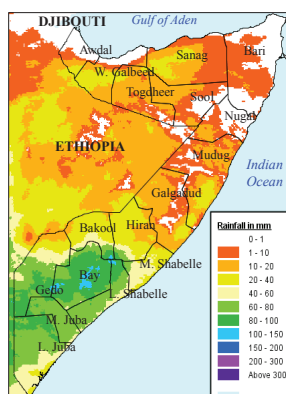 DJIBOUTI
Gulf of Aden
Awdal
Sanag
Bari
W. Galbeed
Togdheer
Sool
Nugal
ETHIOPIA
Mudug
Indian
Ocean
Galgadud
Hiran
Bakool
M. Shabelle
Bay
Gedo
L. Shabelle
M. Juba
L. Juba
Rainfall in mm
0 - 1
1 - 10
10 - 20
20 - 40
40 - 60
60 - 80
80 - 100
100 - 150
150 - 200
200 - 300
Above 300